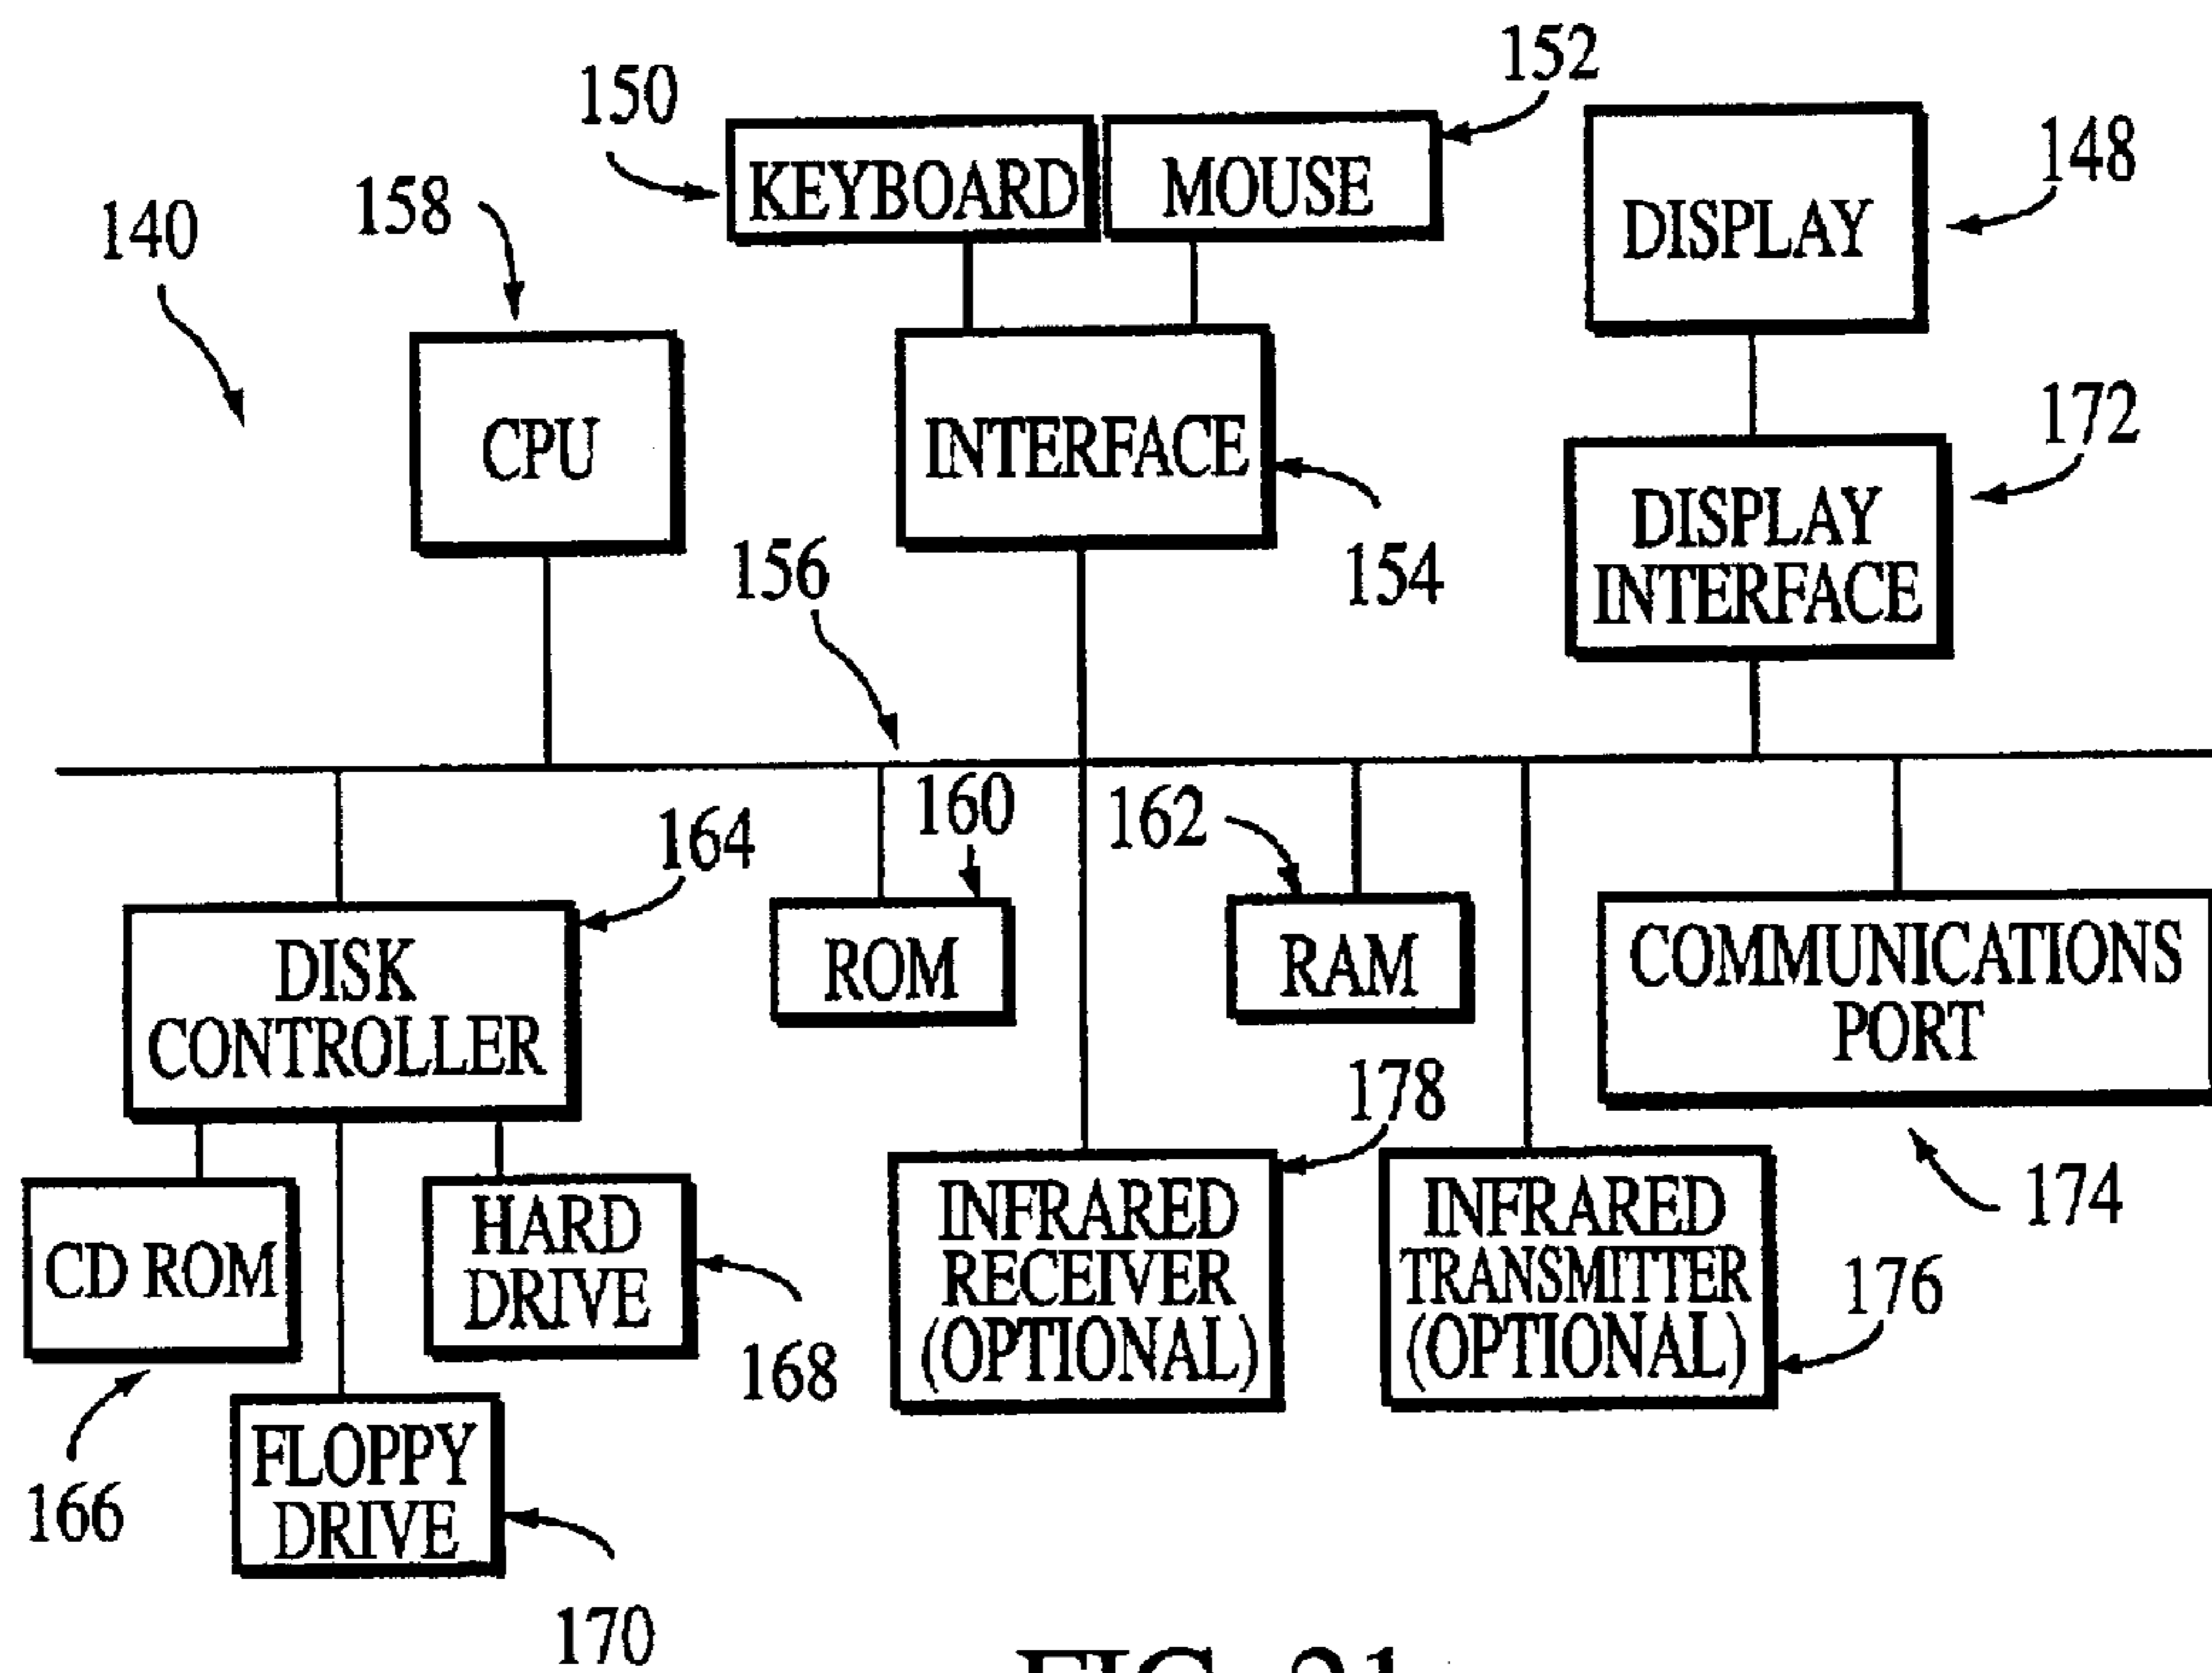 152
150
KEYBOARD
MOUSE
148
158
140
DISPLAY
172
CPU
INTERFACE
DISPLAY
INTERFACE
156
154
160
162
164
DISK
CONTROLLER
ROM
RAM
COMMUNICATIONS
PORT
178
174
CD ROM
HARD
DRIVE
INFRARED
RECEIVER
(OPTIONAL)
INFRARED
TRANSMITTER
(OPTIONAL)
176
168
166
FLOPPY
DRIVE
170
FIG. 21